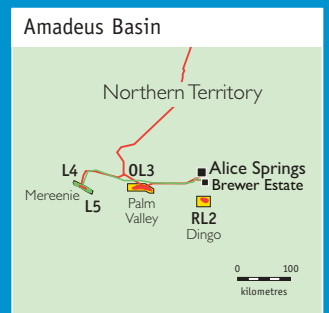 Amadeus Basin
Northern Territory
L4
OL3
Alice Springs
Brewer Estate
Mereenie
L5
Palm
Valley
RL2
Dingo
0 100
kilometres